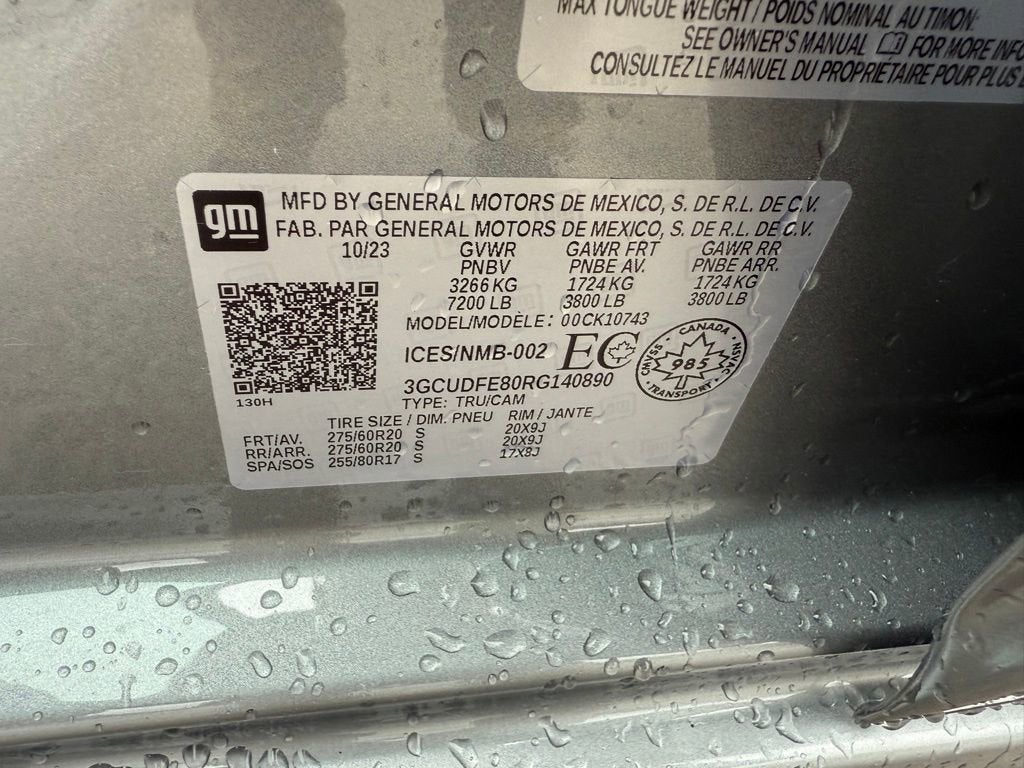 MAX TONGUE WEIGHT / POIDS NOMINAL AU TIMON:
SEE OWNER'S MANUAL FOR MORE INFO
CONSULTEZ LE MANUEL DU PROPRIETAIRE POUR PLUS
gm
MFD BY GENERAL MOTORS DE MEXICO, S. DE R.L. DE C.V.
FAB. PAR GENERAL MOTORS DE MEXICO, S. DE R.L. DE C.V.
10/23 GVWR GAWR FRT GAWR RR
PNBV PNBE AV. PNBE ARR.
3266 KG 1724 KG 1724 KG
7200 LB 3800 LB 3800 LB
MODEL/MODÈLE: 00CK10743
ICES/NMB-002 EC
CANADA
NSVAC 985 NVSS
TRANSPORT
3GCUDFE80RG140890
130H
TYPE: TRU/CAM
TIRE SIZE / DIM. PNEU RIM / JANTE
FRT/AV. 275/60R20 S 20X9J
RR/ARR. 275/60R20 S 20X9J
SPA/SOS 255/80R17 S 17X8J